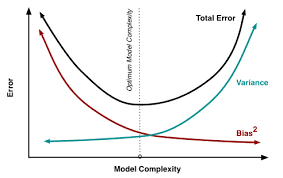 Total Error
Optimum Model Complexity
Variance
Error
Bias2
Model Complexity